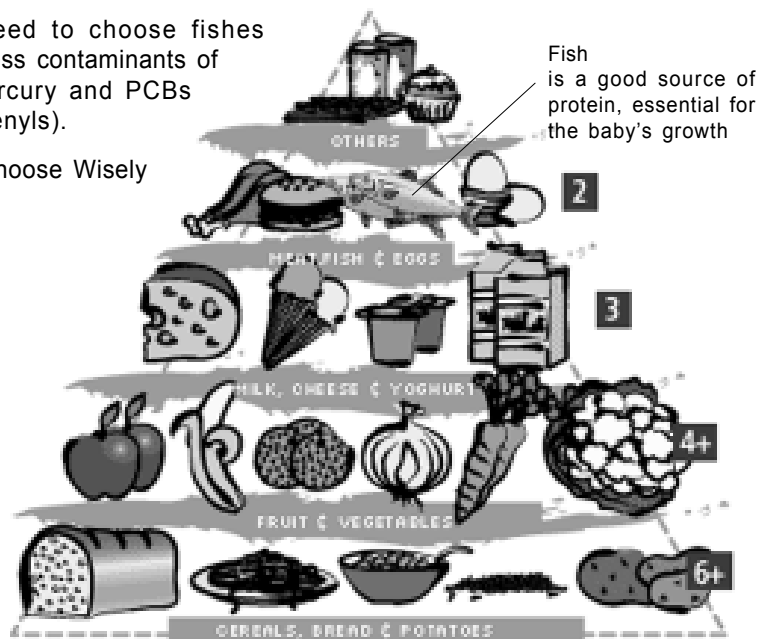 eed to choose fishes
ss contaminants of
rcury and PCBs
enyls).
hoose Wisely
Fish
is a good source of
protein, essential for
the baby's growth
OTHERS
2
MEAT,FISH & EGGS
3
MILK, CHEESE & YOGHURT
4+
FRUIT & VEGETABLES
6+
CEREALS, BREAD & POTATOES